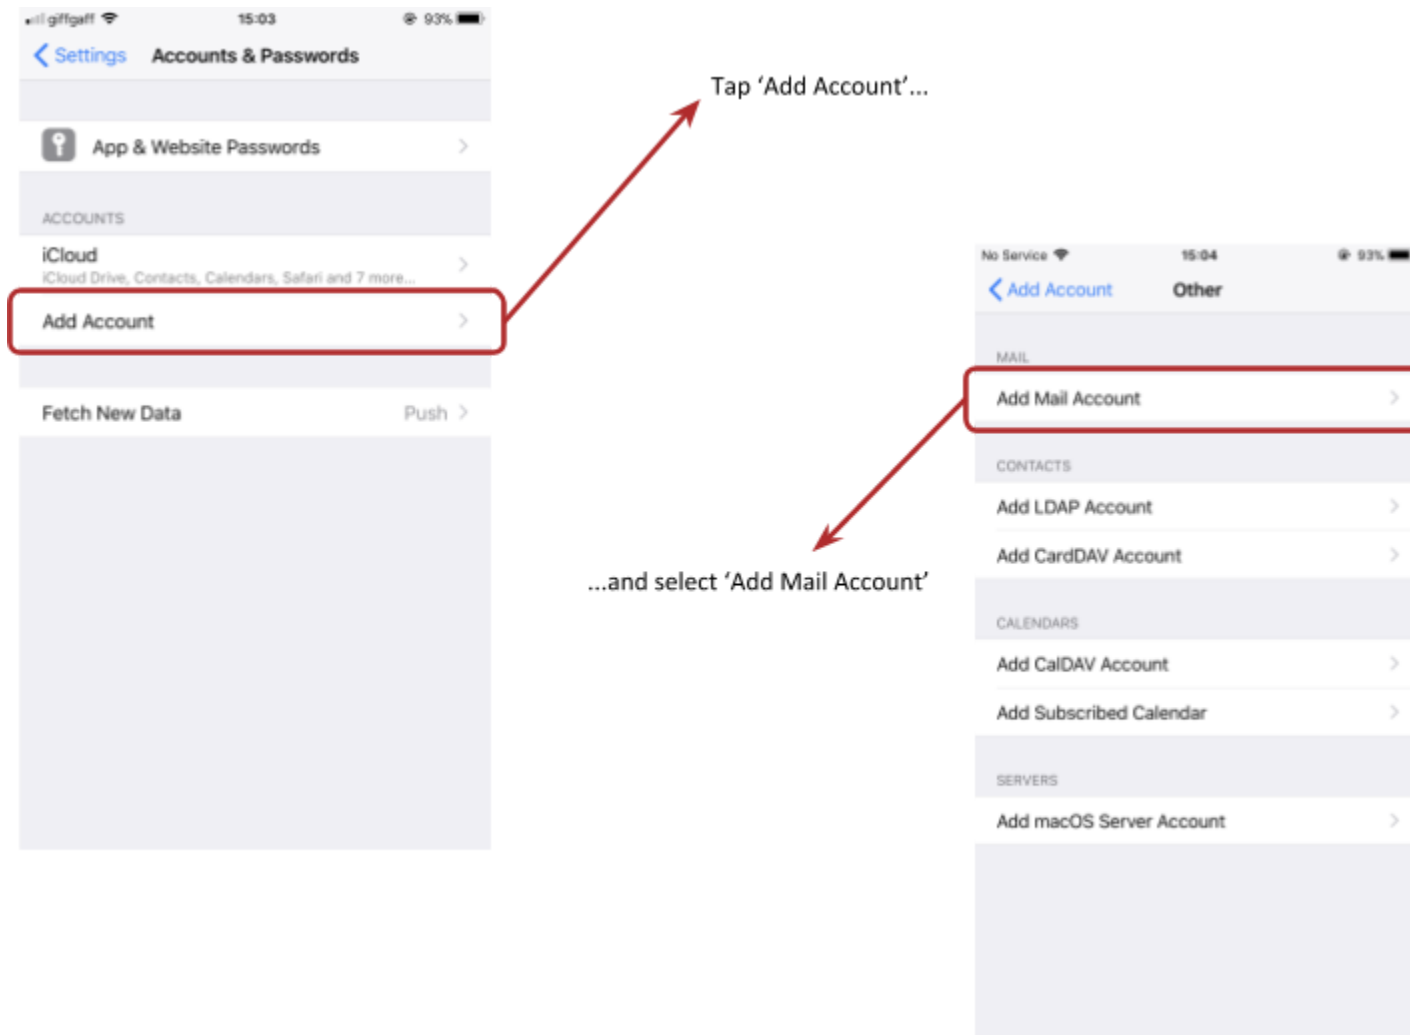 giffgaff 15:03 93%
Settings Accounts & Passwords
App & Website Passwords
ACCOUNTS
iCloud
iCloud Drive, Contacts, Calendars, Safari and 7 more...
Add Account
Fetch New Data Push
Tap ‘Add Account’...
...and select ‘Add Mail Account’
No Service 15:04 93%
Add Account Other
MAIL
Add Mail Account
CONTACTS
Add LDAP Account
Add CardDAV Account
CALENDARS
Add CalDAV Account
Add Subscribed Calendar
SERVERS
Add macOS Server Account